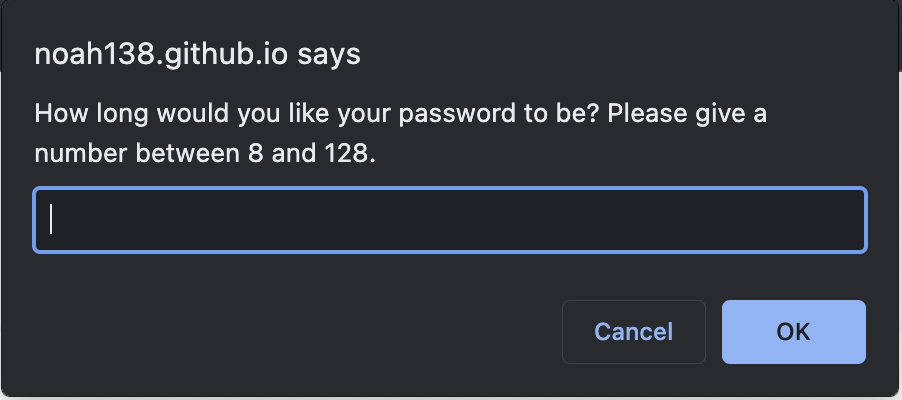 noah138.github.io says
How long would you like your password to be? Please give a
number between 8 and 128.
Cancel
OK